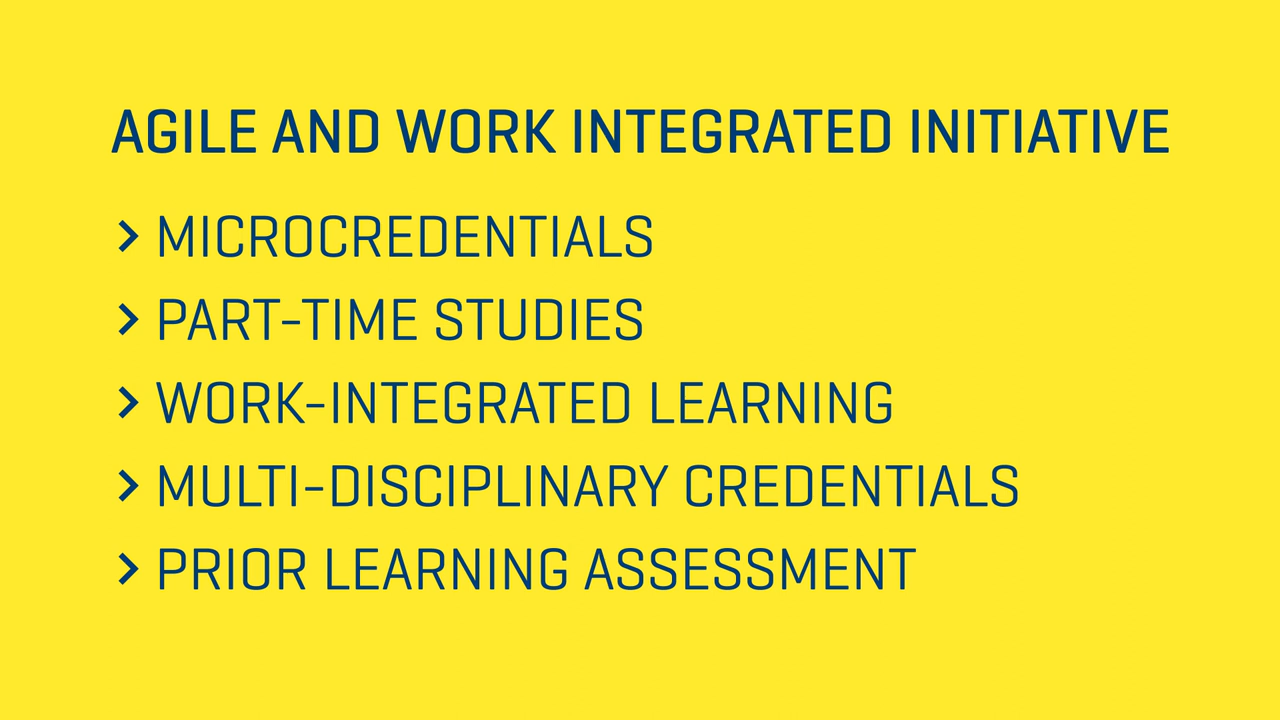 AGILE AND WORK INTEGRATED INITIATIVE
> MICROCREDENTIALS
> PART-TIME STUDIES
> WORK-INTEGRATED LEARNING
> MULTI-DISCIPLINARY CREDENTIALS
> PRIOR LEARNING ASSESSMENT